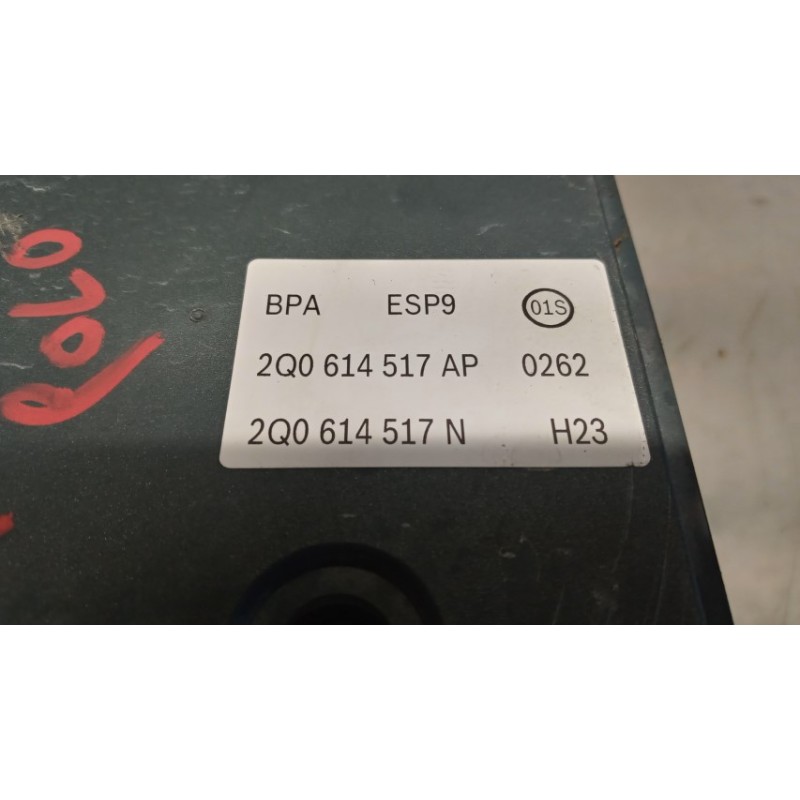 BPA ESP9 01S
2Q0 614 517 AP 0262
2Q0 614 517 N H23
POLO